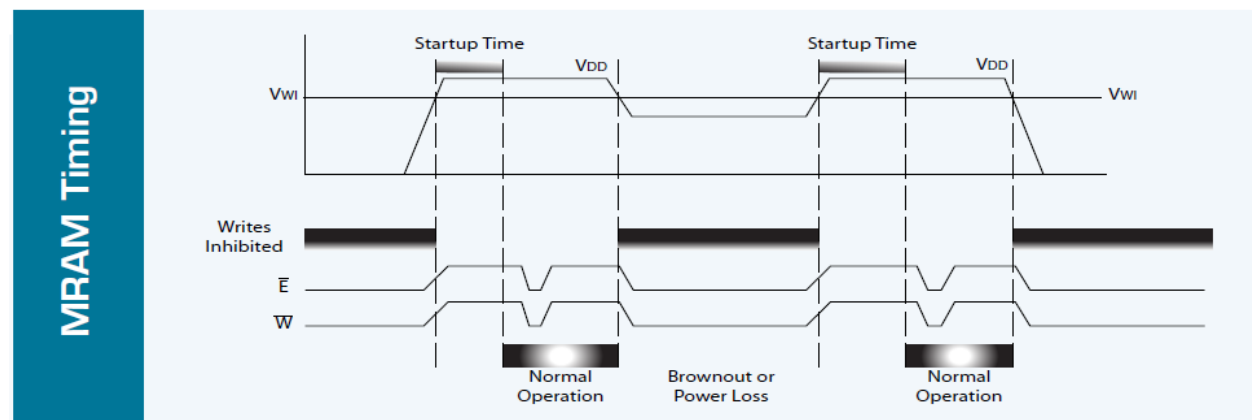 MRAM Timing
Startup Time
Startup Time
VDD
VDD
VWI
VWI
Writes
Inhibited
E̅
W̅
Normal
Operation
Brownout or
Power Loss
Normal
Operation